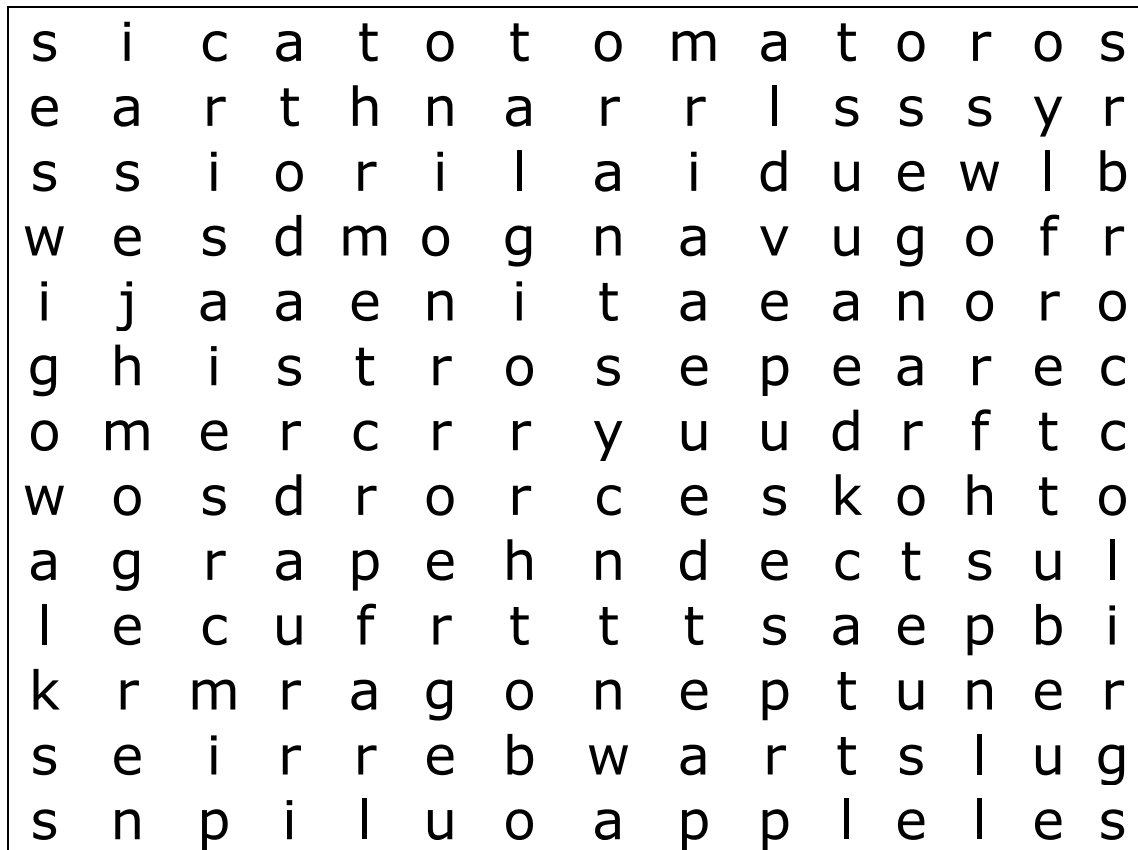 s i c a t o t o m a t o r o s
e a r t h n a r r l s s s y r
s s i o r i l a i d u e w l b
w e s d m o g n a v u g o f r
i j a a e n i t a e a n o r o
g h i s t r o s e p e a r e c
o m e r c r r y u u d r f t c
w o s d r o r c e s k o h t o
a g r a p e h n d e c t s u l
l e c u f r t t t s a e p b i
k r m r a g o n e p t u n e r
s e i r r e b w a r t s l u g
s n p i l u o a p p l e l e s